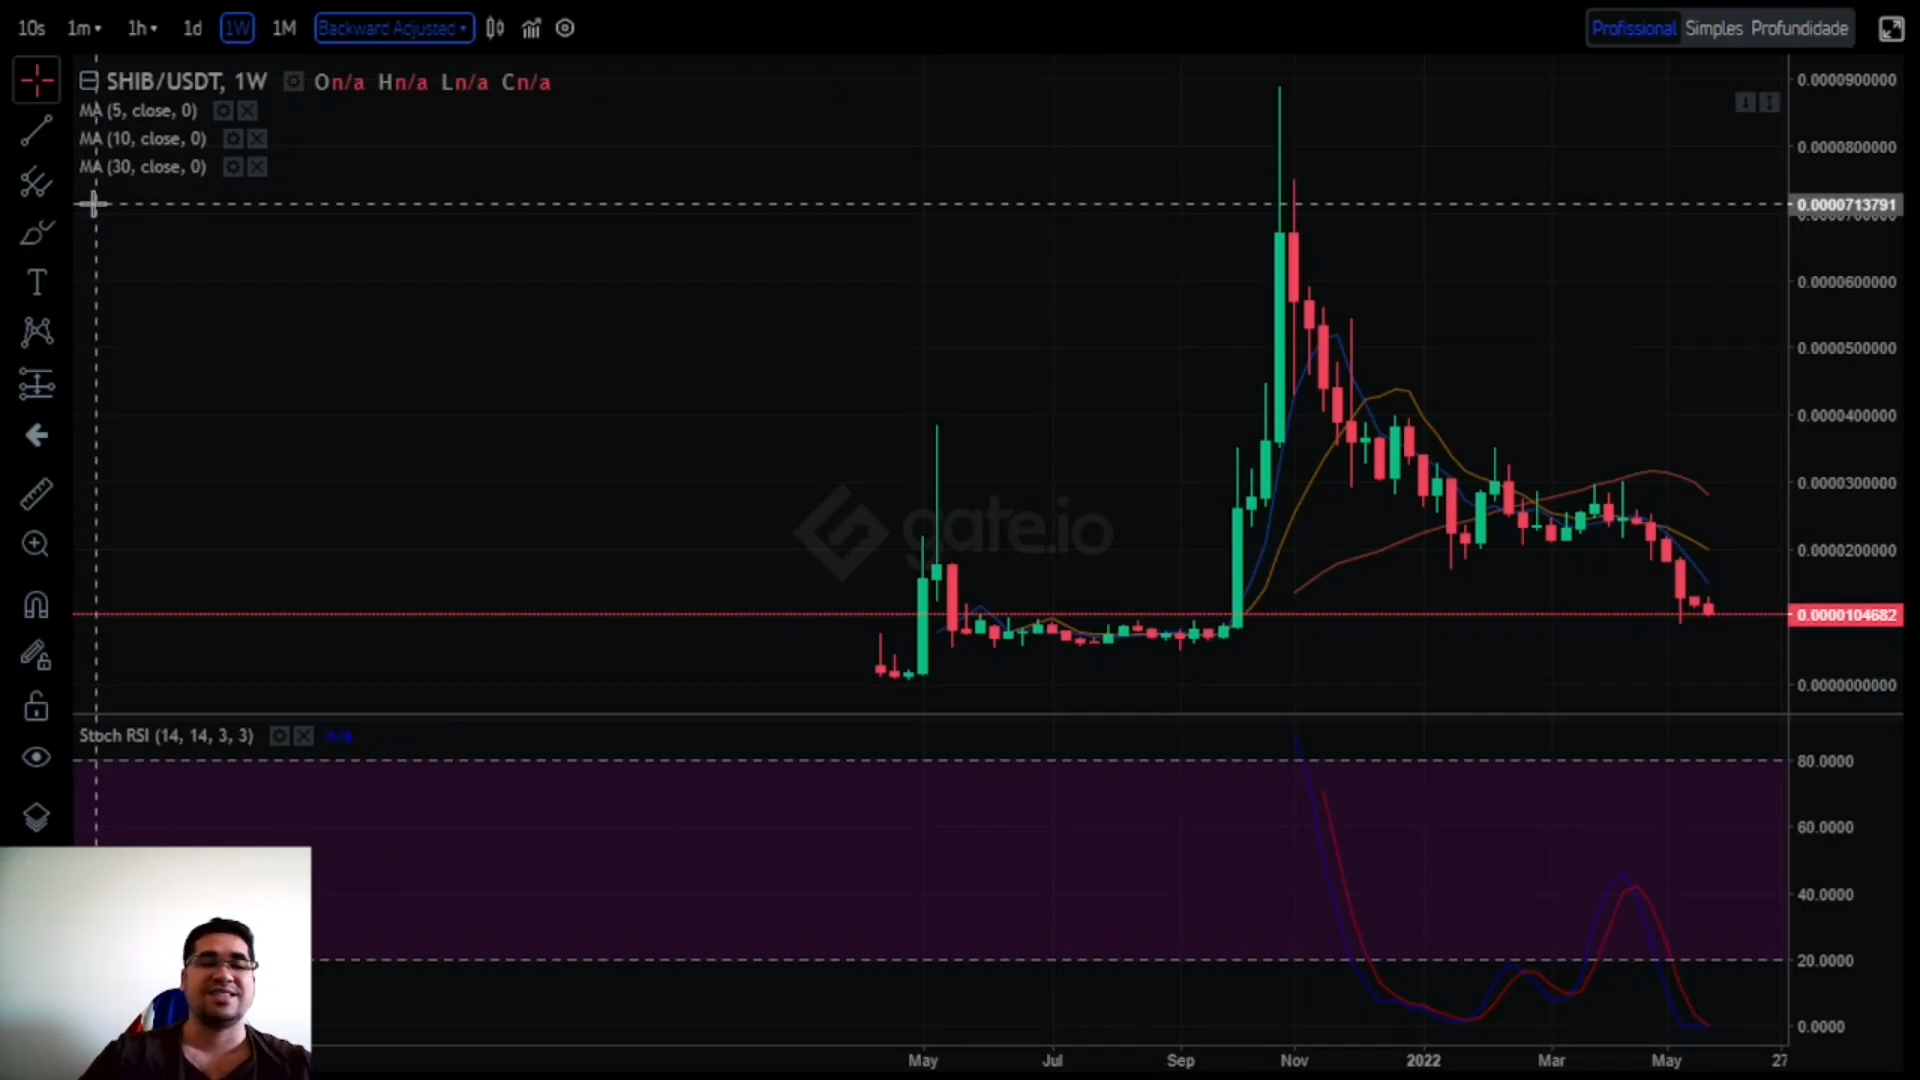 10s 1m 1h 1d 1W 1M Backward Adjusted Profissional Simples Profundidade
SHIB/USDT, 1W On/a Hn/a Ln/a Cn/a
MA (5, close, 0)
MA (10, close, 0)
MA (30, close, 0)
0.0000900000
0.0000800000
0.0000713791
0.0000600000
0.0000500000
0.0000400000
0.0000300000
gate.io
0.0000200000
0.0000104682
0.0000000000
Stoch RSI (14, 14, 3, 3) n/a
80.0000
60.0000
40.0000
20.0000
0.0000
May Jul Sep Nov 2022 Mar May 27